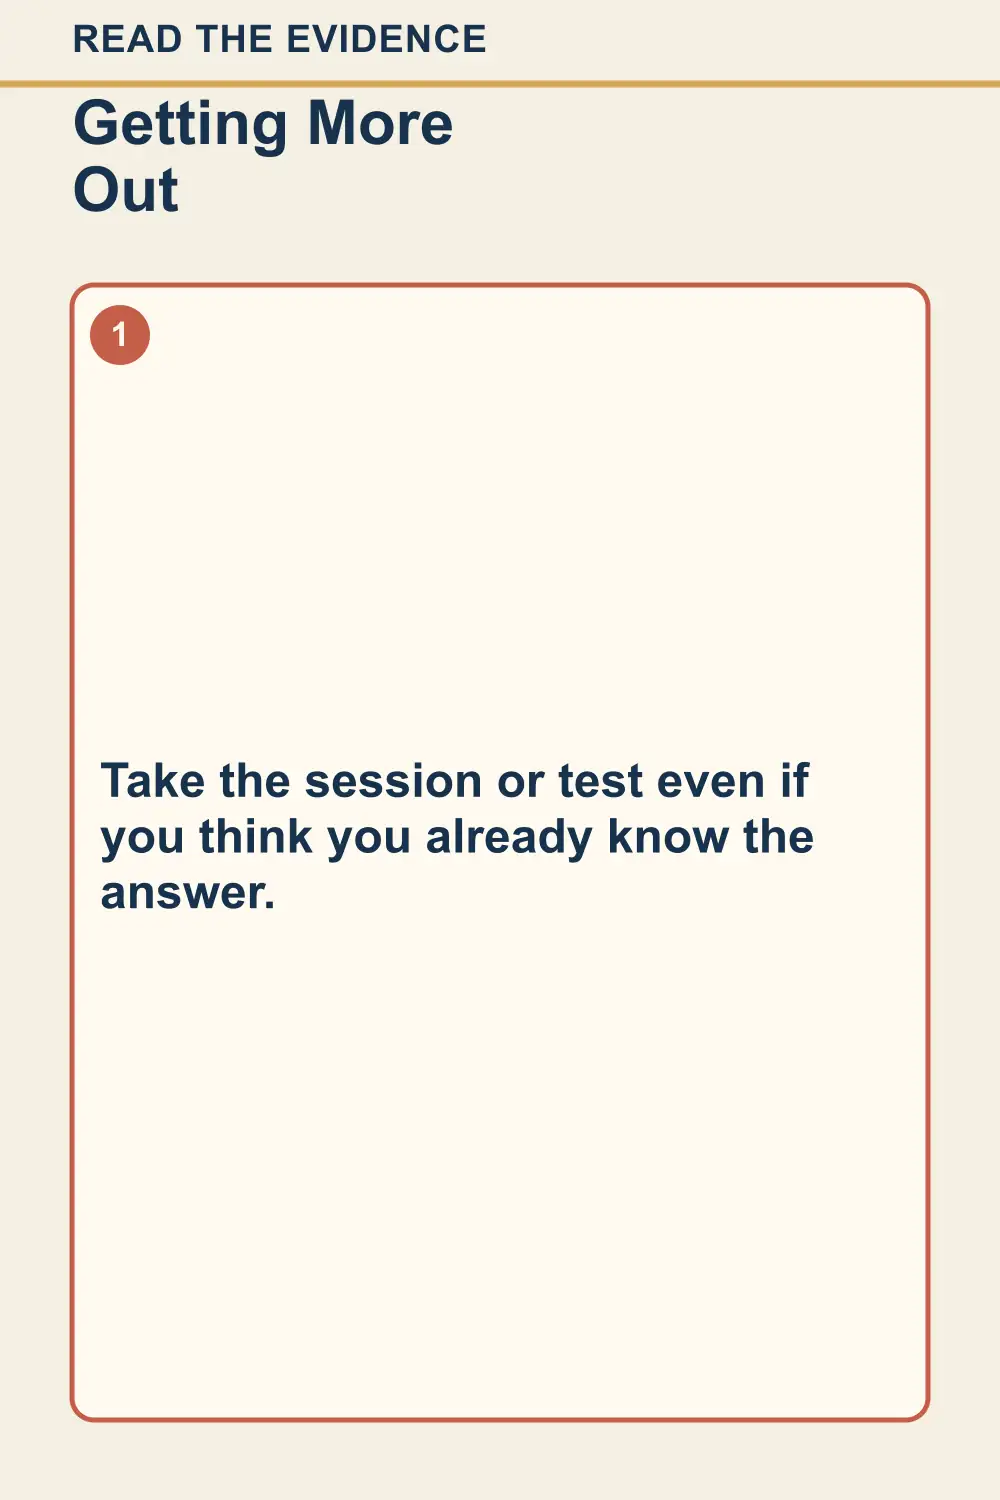 READ THE EVIDENCE
Getting More
Out
1
Take the session or test even if
you think you already know the
answer.